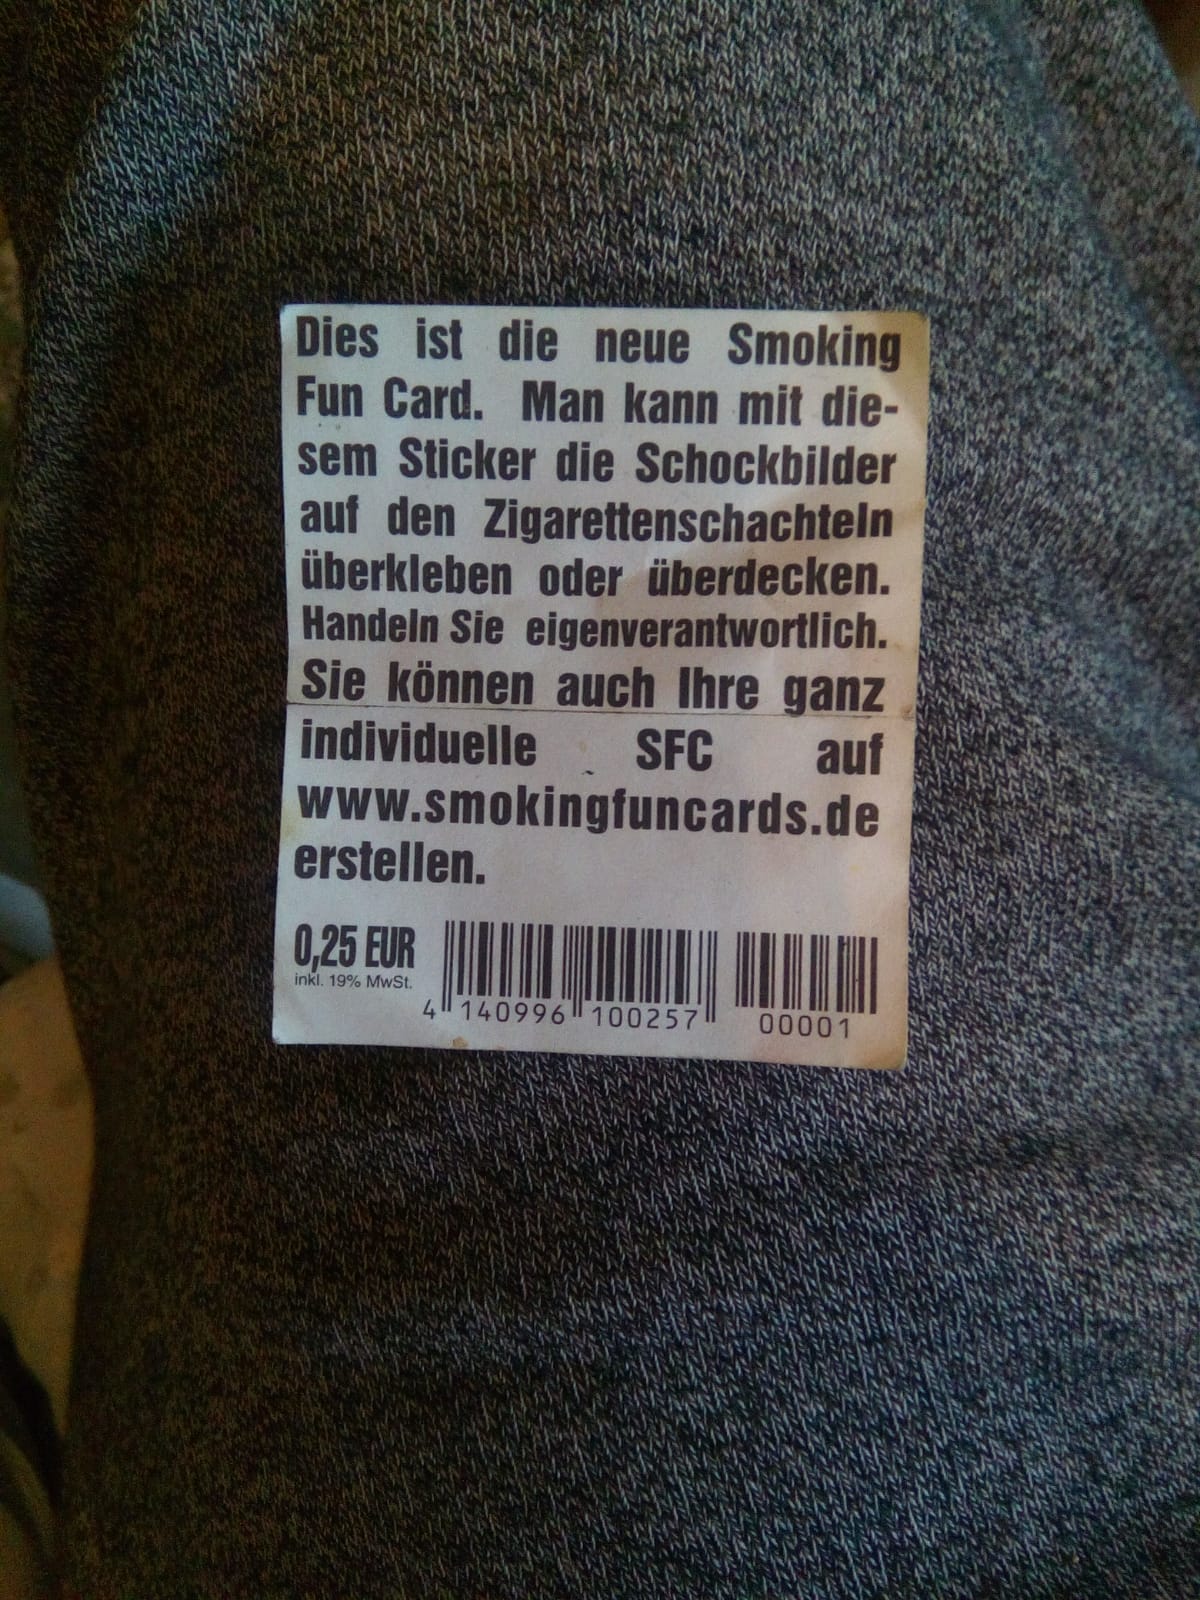 Dies ist die neue Smoking
Fun Card. Man kann mit die-
sem Sticker die Schockbilder
auf den Zigarettenschachteln
überkleben oder überdecken.
Handeln Sie eigenverantwortlich.
Sie können auch Ihre ganz
individuelle SFC auf
www.smokingfuncards.de
erstellen.
0,25 EUR
inkl. 19% MwSt.
4 140996 100257 00001